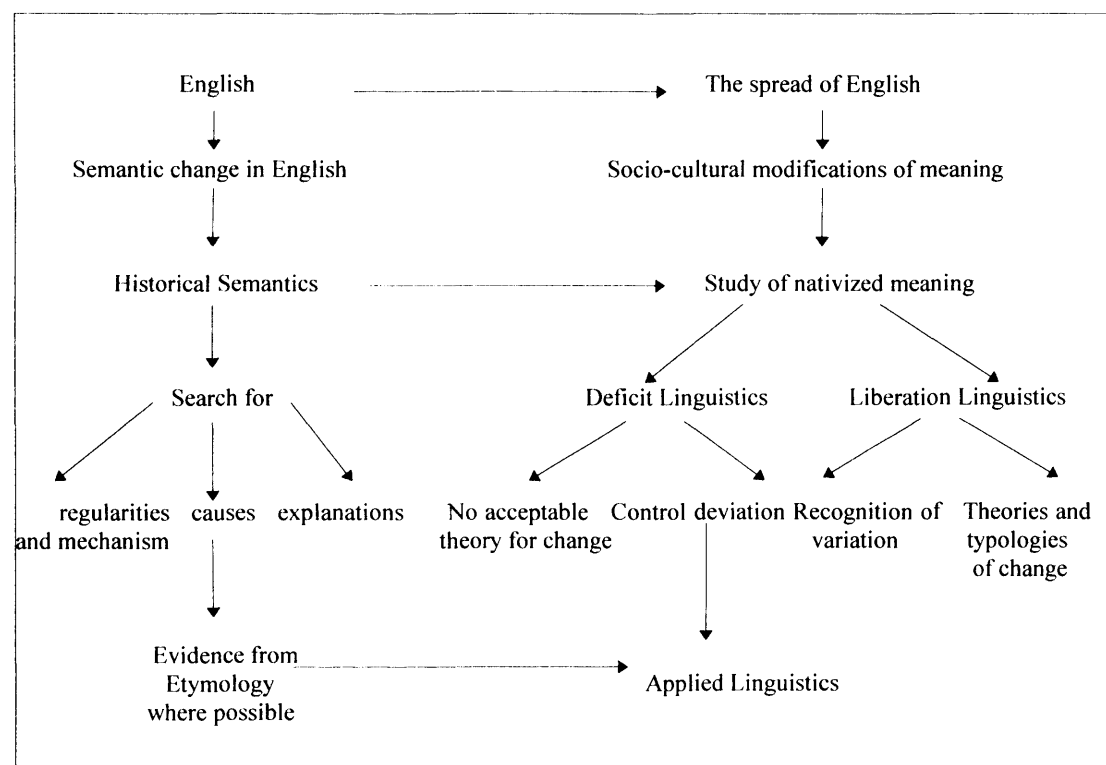 English
The spread of English
Semantic change in English
Socio-cultural modifications of meaning
Historical Semantics
Study of nativized meaning
Search for
Deficit Linguistics
Liberation Linguistics
regularities
and mechanism
causes
explanations
No acceptable
theory for change
Control deviation
Recognition of
variation
Theories and
typologies
of change
Evidence from
Etymology
where possible
Applied Linguistics